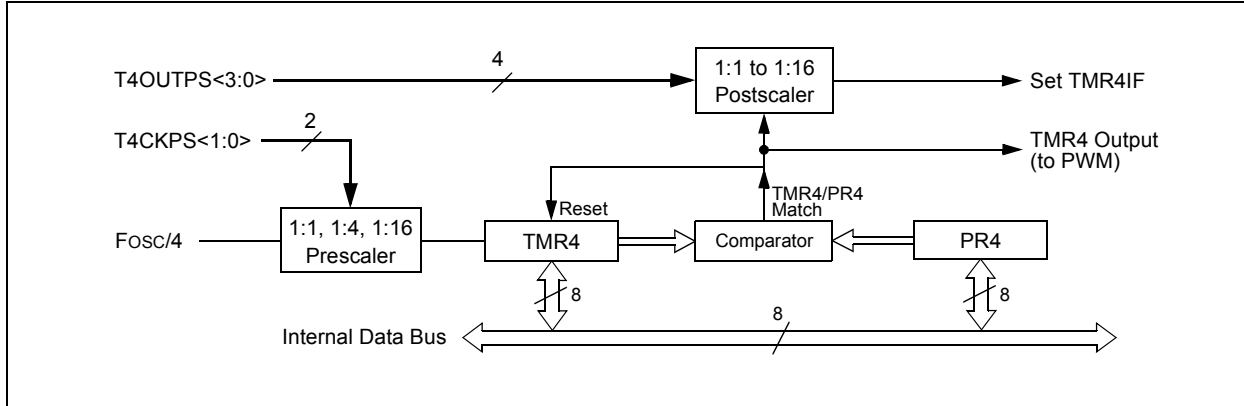 T4OUTPS<3:0>
4
1:1 to 1:16
Postscaler
Set TMR4IF
T4CKPS<1:0>
2
TMR4 Output
(to PWM)
Reset
TMR4/PR4
Match
FOSC/4
1:1, 1:4, 1:16
Prescaler
TMR4
Comparator
PR4
8
8
Internal Data Bus
8